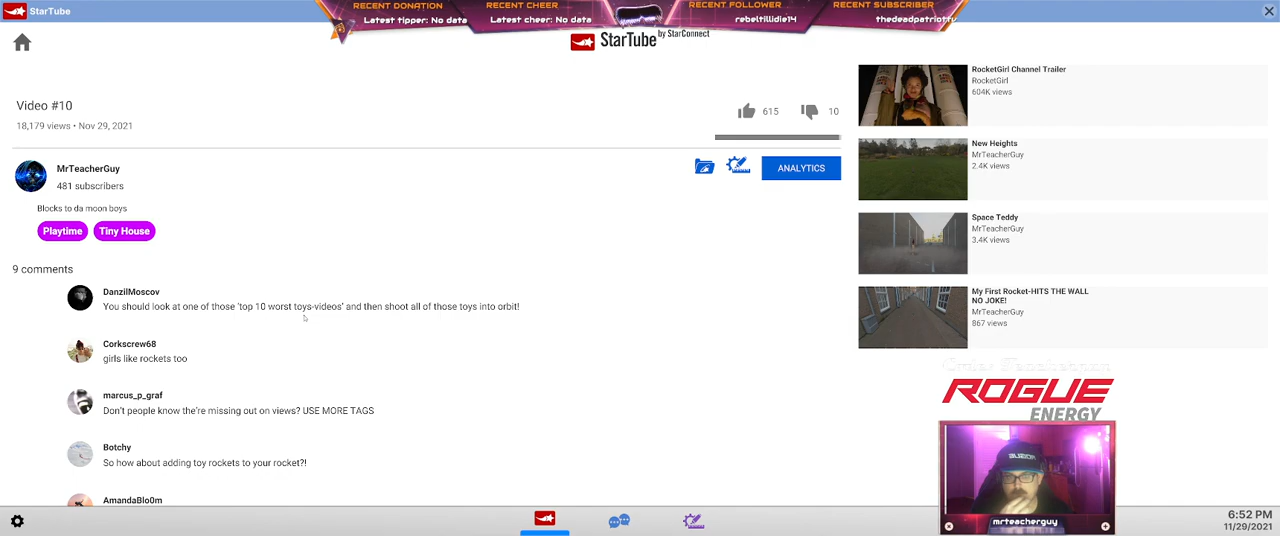 StarTube
RECENT DONATION
Latest tipper: No data
RECENT CHEER
Latest cheer: No data
RECENT FOLLOWER
rebeltillidie14
RECENT SUBSCRIBER
thedeadpatriottv
StarTube by StarConnect
Video #10
18,179 views • Nov 29, 2021
615
10
MrTeacherGuy
481 subscribers
ANALYTICS
Blocks to da moon boys
Playtime
Tiny House
9 comments
DanzilMoscov
You should look at one of those 'top 10 worst toys-videos' and then shoot all of those toys into orbit!
Corkscrew68
girls like rockets too
marcus_p_graf
Don't people know the're missing out on views? USE MORE TAGS
Botchy
So how about adding toy rockets to your rocket?!
AmandaBlo0m
RocketGirl Channel Trailer
RocketGirl
604K views
New Heights
MrTeacherGuy
2.4K views
Space Teddy
MrTeacherGuy
3.4K views
My First Rocket-HITS THE WALL
NO JOKE!
MrTeacherGuy
867 views
ROGUE
ENERGY
mrteacherguy
6:52 PM
11/29/2021